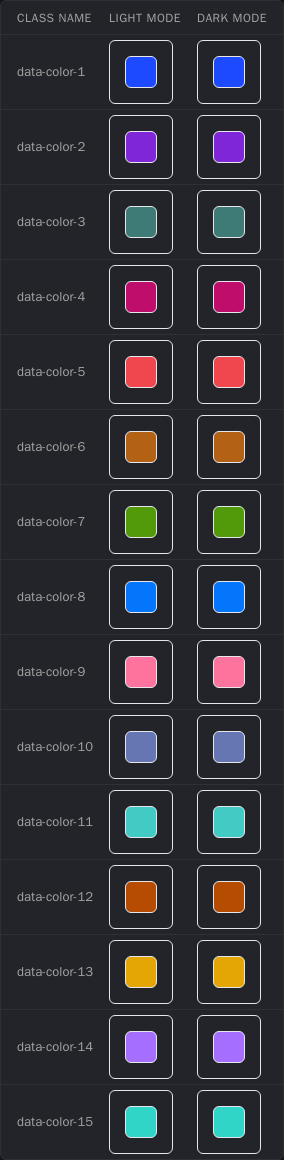 CLASS NAME LIGHT MODE DARK MODE
data-color-1
data-color-2
data-color-3
data-color-4
data-color-5
data-color-6
data-color-7
data-color-8
data-color-9
data-color-10
data-color-11
data-color-12
data-color-13
data-color-14
data-color-15